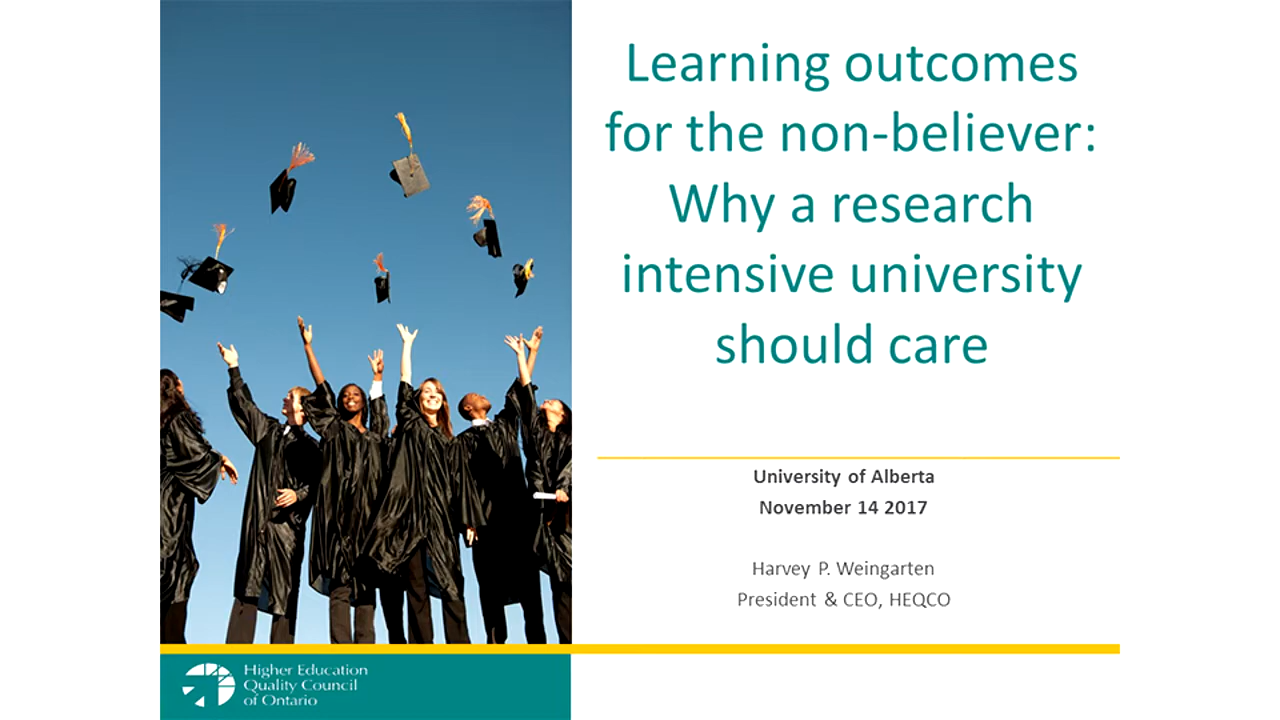 Learning outcomes
for the non-believer:
Why a research
intensive university
should care
University of Alberta
November 14 2017
Harvey P. Weingarten
President & CEO, HEQCO
Higher Education
Quality Council
of Ontario